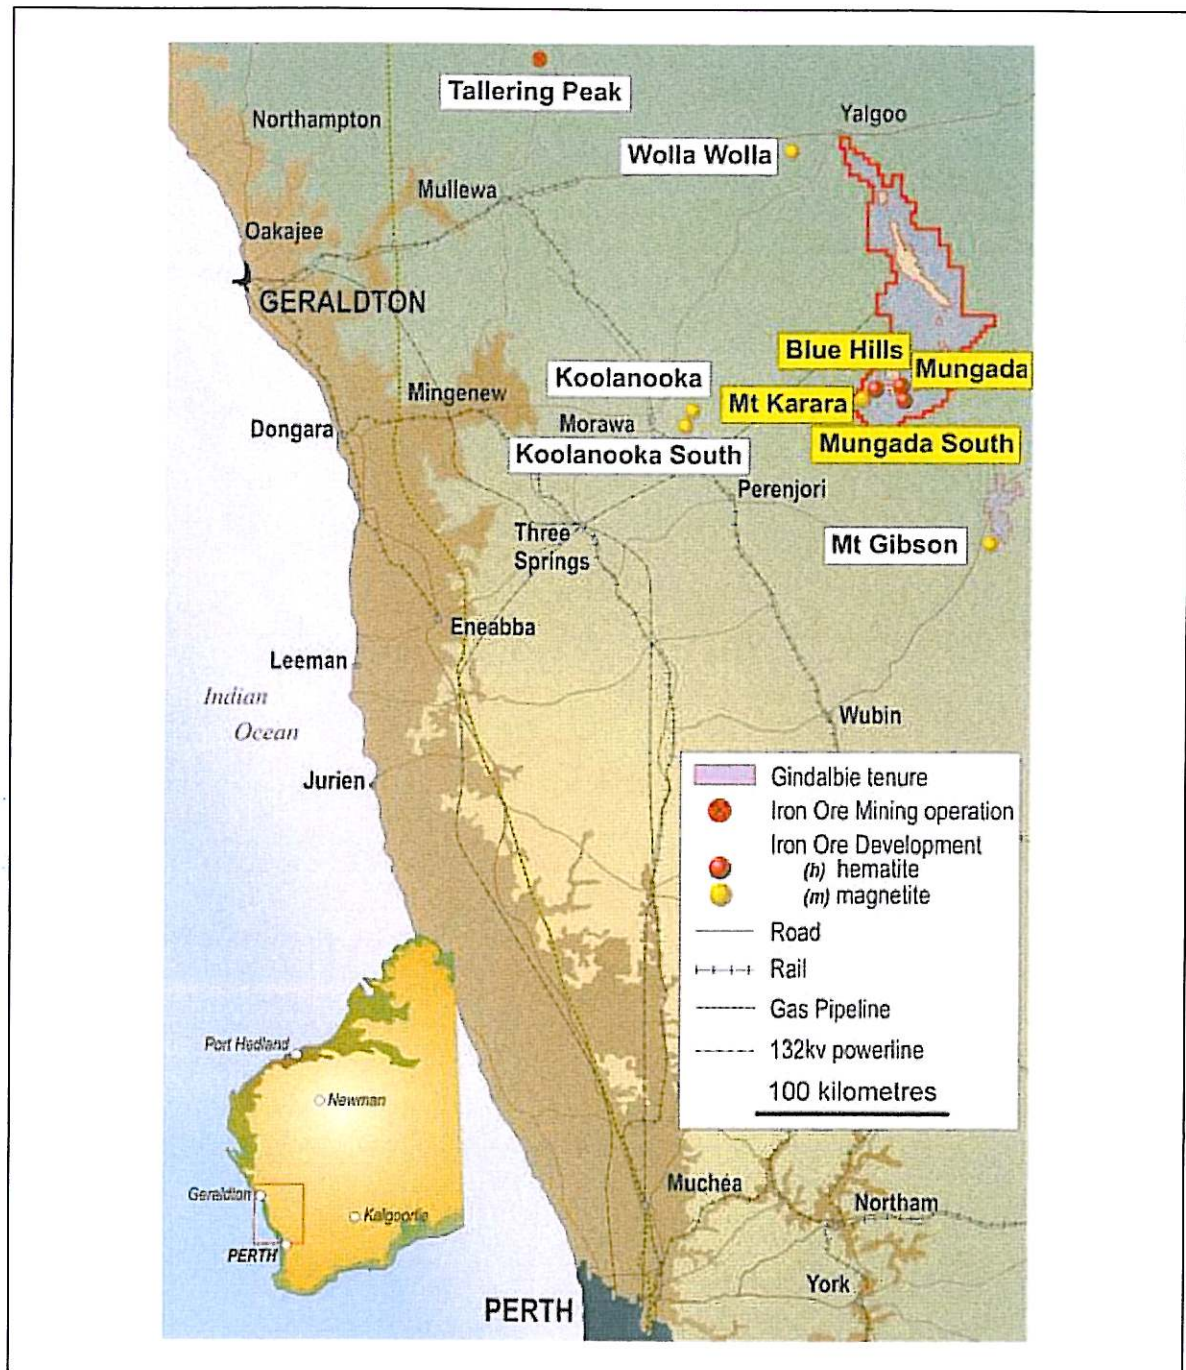 Tallering Peak
Northampton
Yalgoo
Wolla Wolla
Mullewa
Oakajee
GERALDTON
Blue Hills
Mungada
Koolanooka
Mingenew
Mt Karara
Dongara
Morawa
Mungada South
Koolanooka South
Perenjori
Three
Springs
Mt Gibson
Eneabba
Leeman
Indian
Ocean
Wubin
Jurien
Gindalbie tenure
Iron Ore Mining operation
Iron Ore Development
(h) hematite
(m) magnetite
Road
Rail
Gas Pipeline
132kv powerline
100 kilometres
Port Hedland
Newman
Geraldton
Kalgoorlie
PERTH
Muchea
Northam
York
PERTH